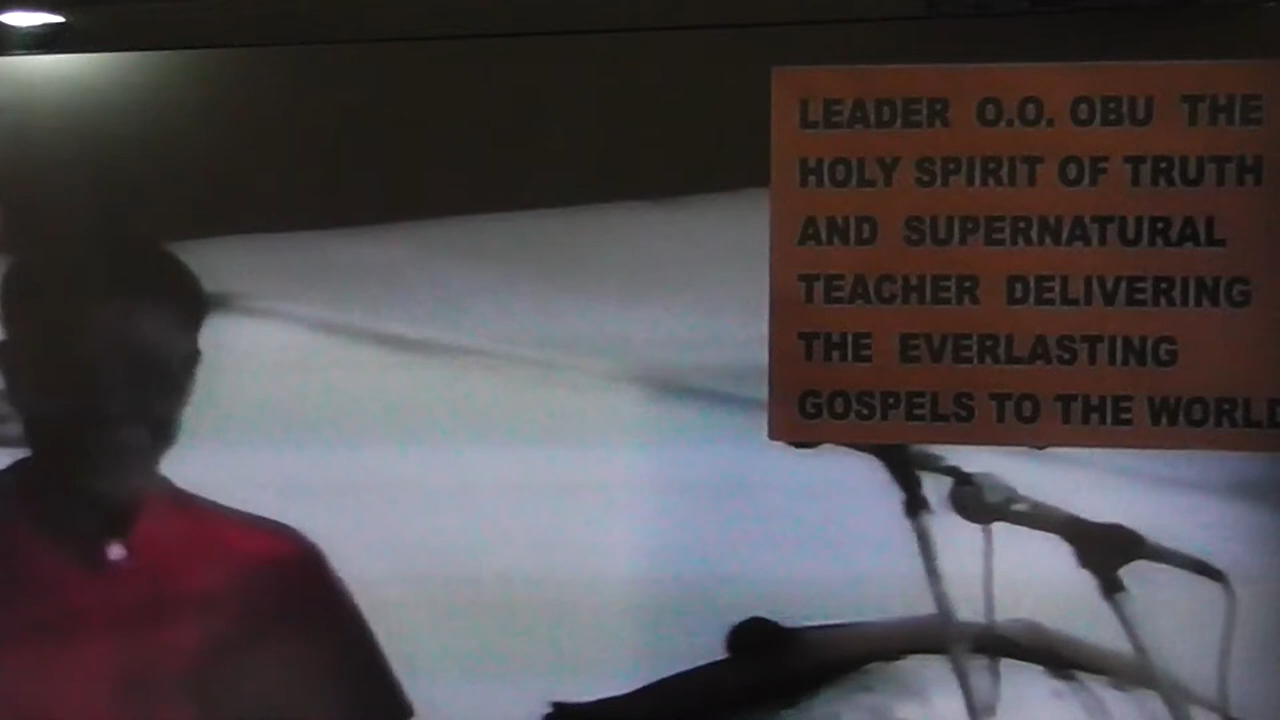 LEADER O.O. OBU THE
HOLY SPIRIT OF TRUTH
AND SUPERNATURAL
TEACHER DELIVERING
THE EVERLASTING
GOSPELS TO THE WORLD